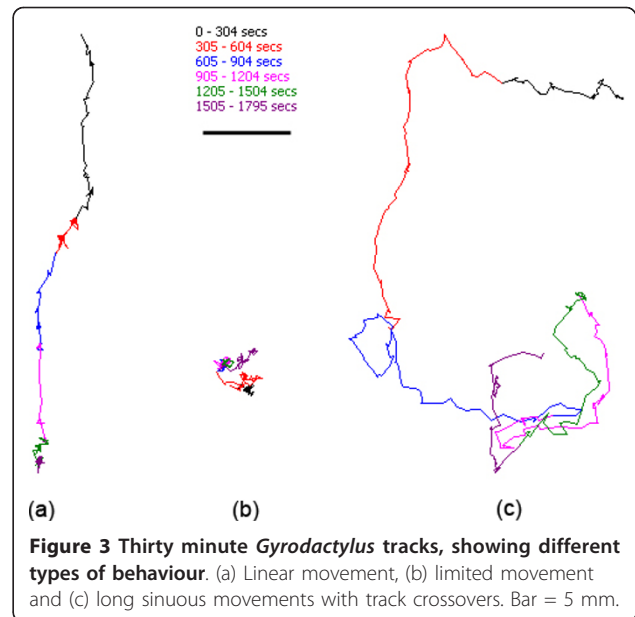 0 - 304 secs
305 - 604 secs
605 - 904 secs
905 - 1204 secs
1205 - 1504 secs
1505 - 1795 secs
(a)
(b)
(c)
Figure 3 Thirty minute Gyrodactylus tracks, showing different
types of behaviour. (a) Linear movement, (b) limited movement
and (c) long sinuous movements with track crossovers. Bar = 5 mm.